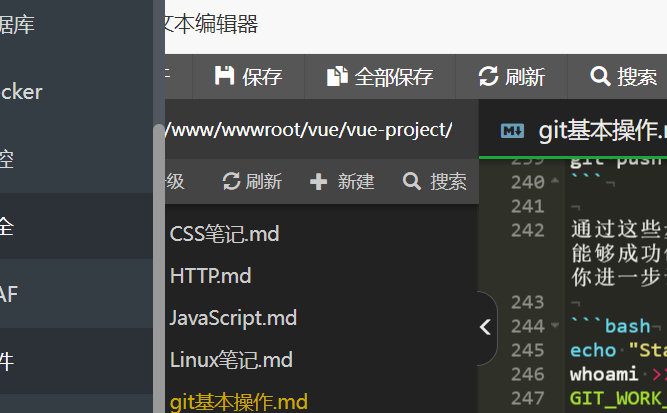 据库
cker
控
全
AF
件
文本编辑器
保存
全部保存
刷新
搜索
/www/wwwroot/vue/vue-project/
级
刷新
新建
搜索
CSS笔记.md
HTTP.md
JavaScript.md
Linux笔记.md
git基本操作.md
git基本操作.
239 git push
240 ```
241
242 通过这些
能够成功
你进一步
243
244 ```bash
245 echo "Sta
246 whoami >
247 GIT_WORK_